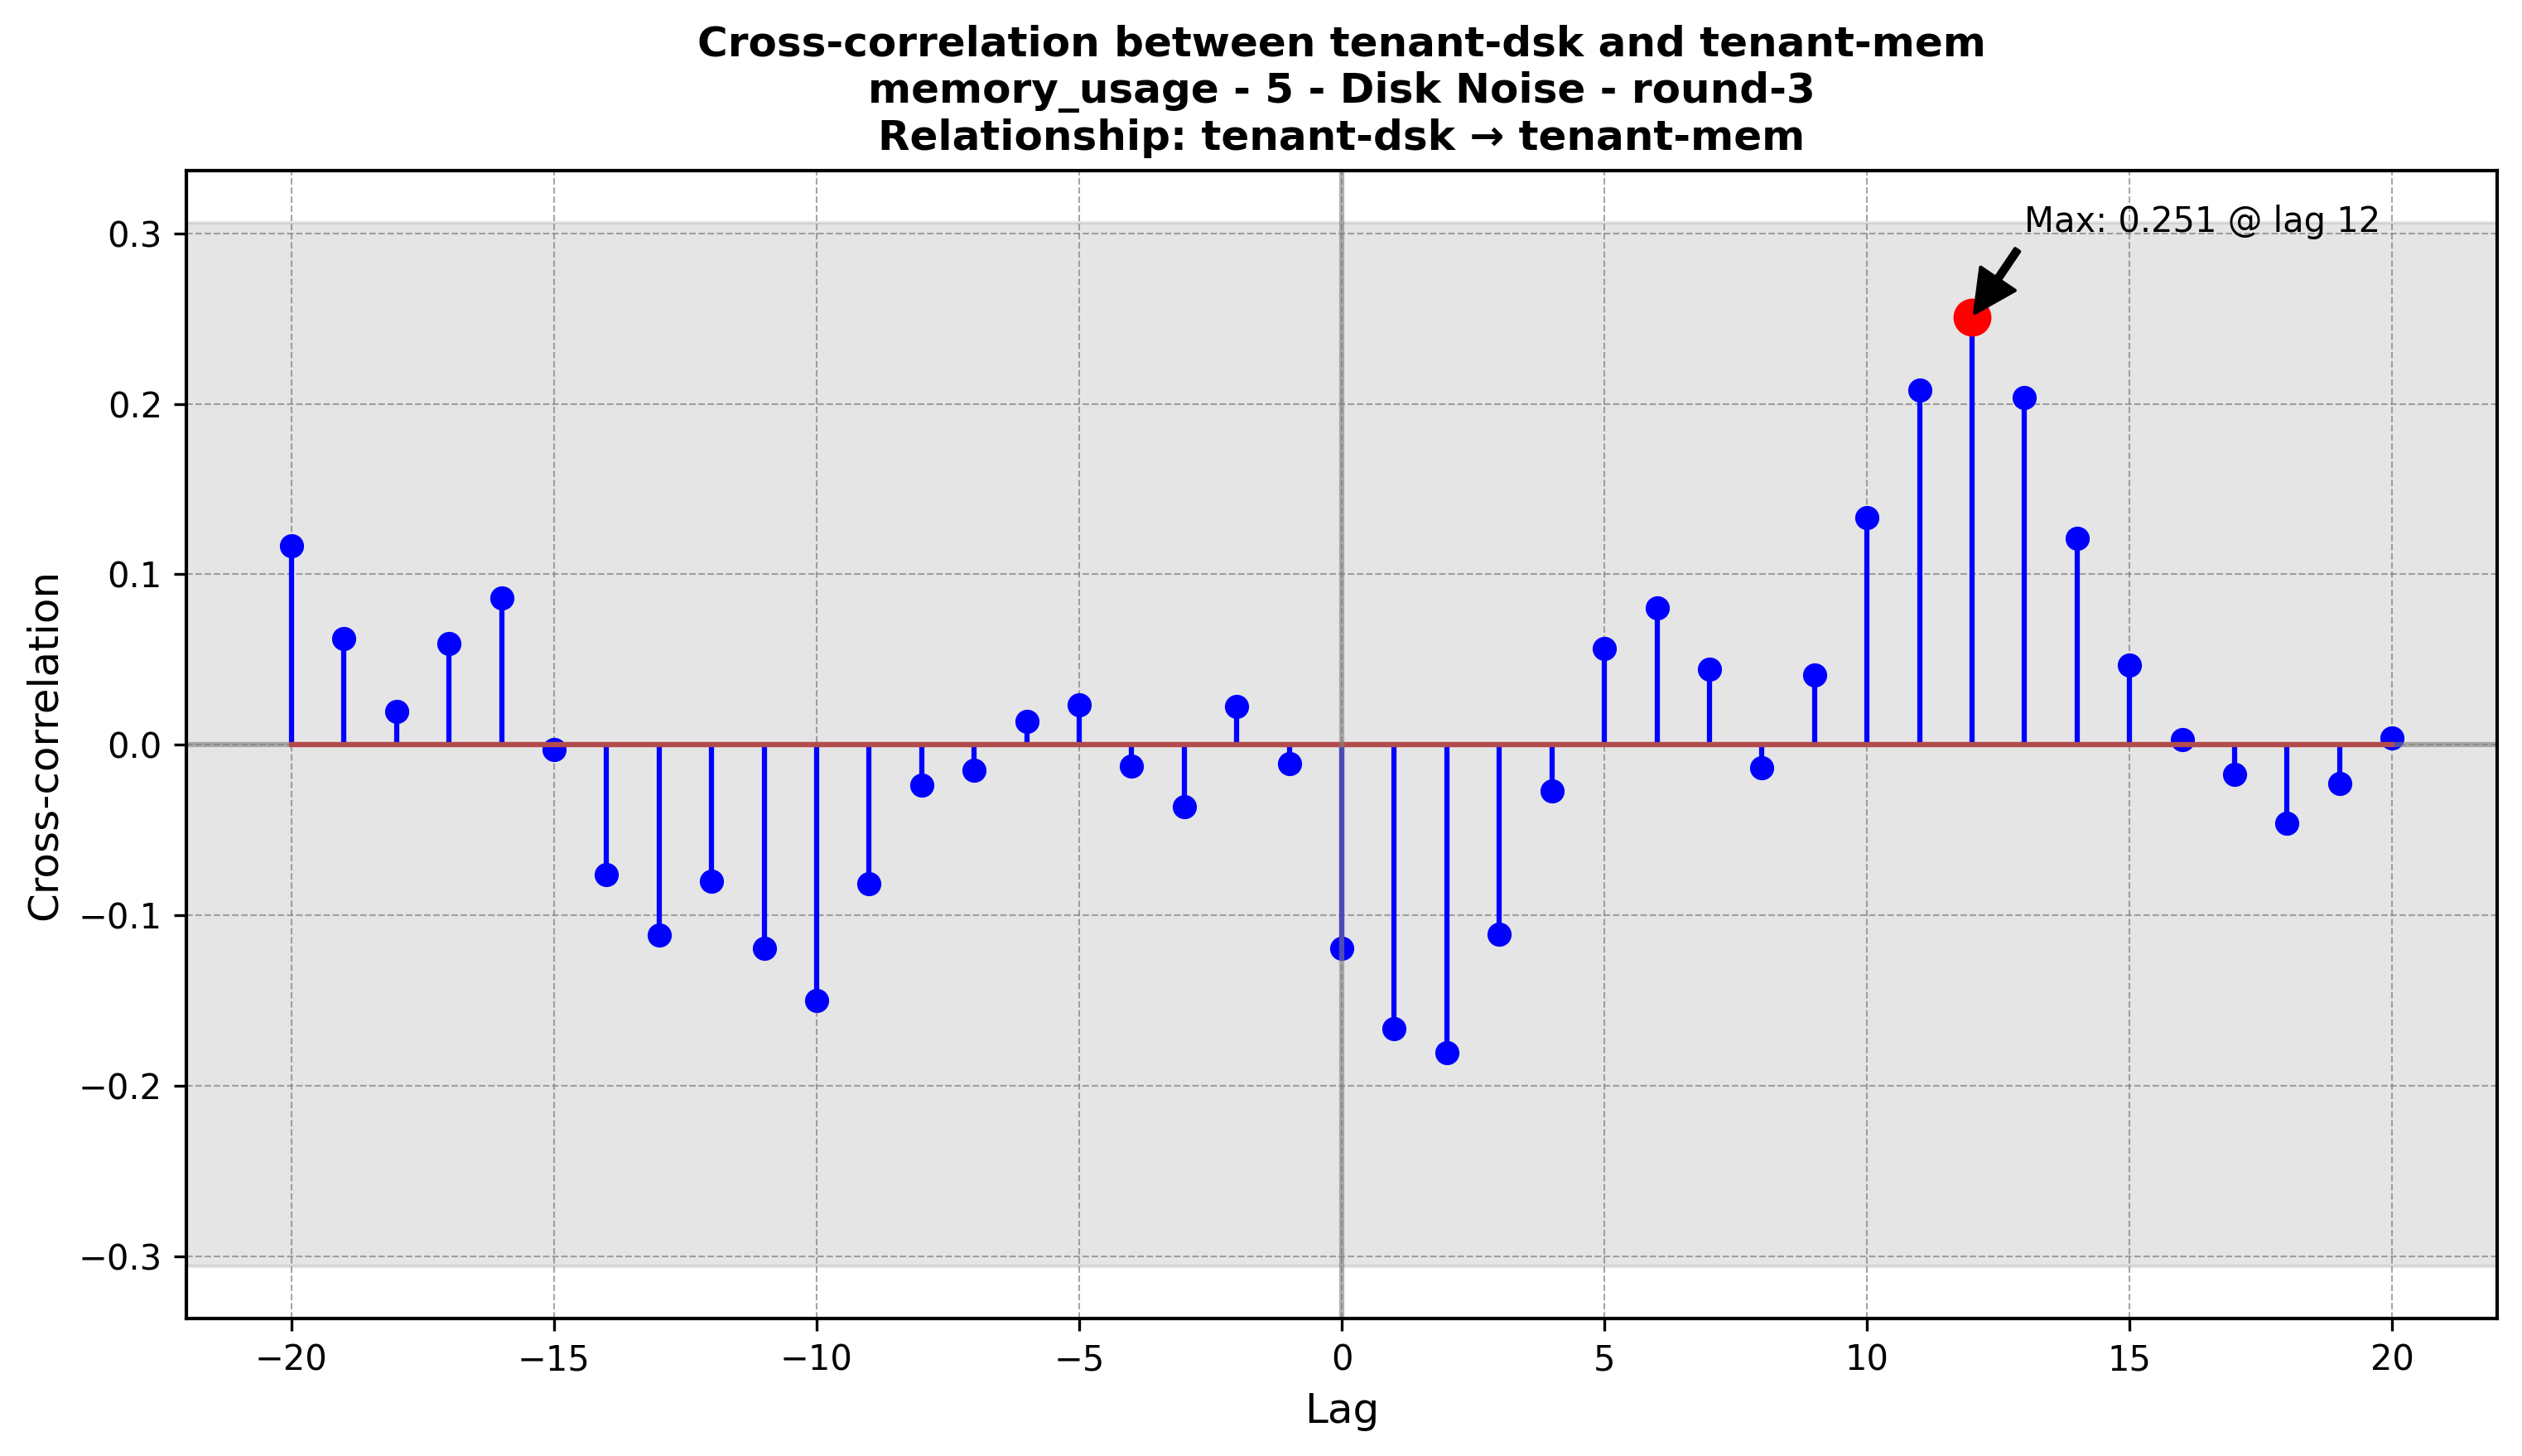 Cross-correlation between tenant-dsk and tenant-mem
memory_usage - 5 - Disk Noise - round-3
Relationship: tenant-dsk → tenant-mem
Max: 0.251 @ lag 12
0.3
0.2
0.1
0.0
−0.1
−0.2
−0.3
Cross-correlation
−20
−15
−10
−5
0
5
10
15
20
Lag